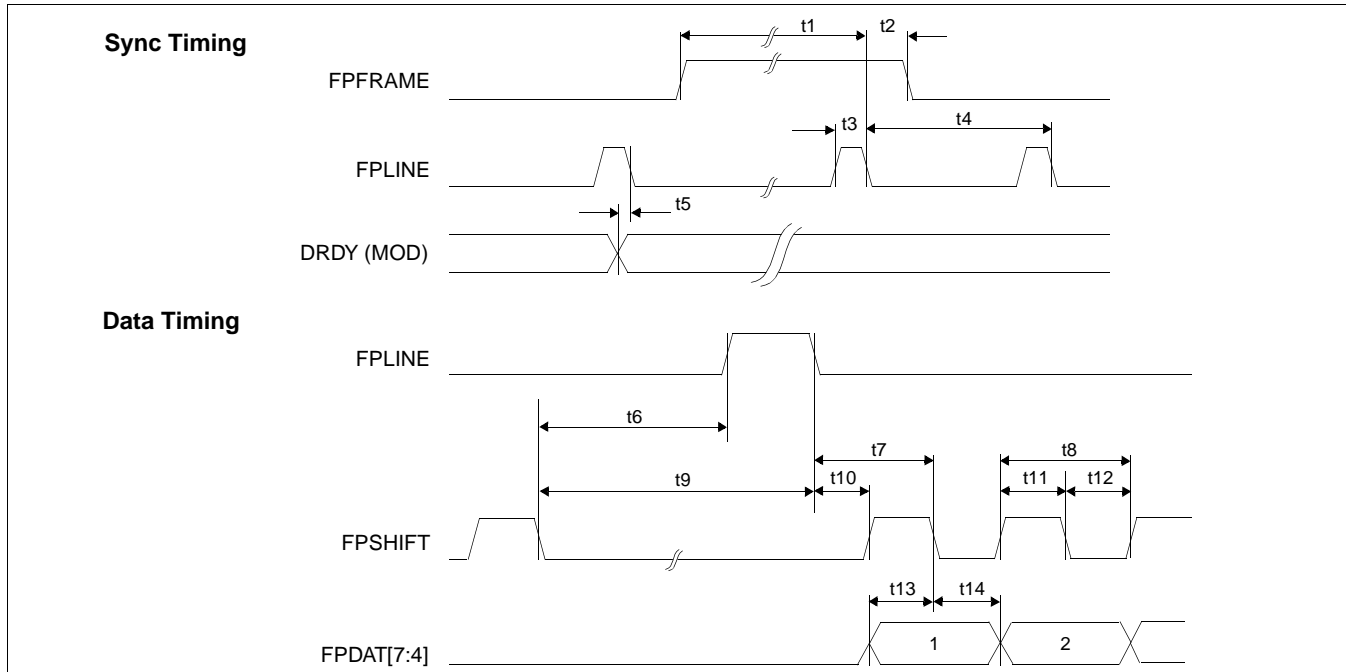 Sync Timing
t1
t2
FPFRAME
t3
t4
FPLINE
t5
DRDY (MOD)
Data Timing
FPLINE
t6
t7
t8
t9
t10
t11
t12
FPSHIFT
t13
t14
FPDAT[7:4]
1
2